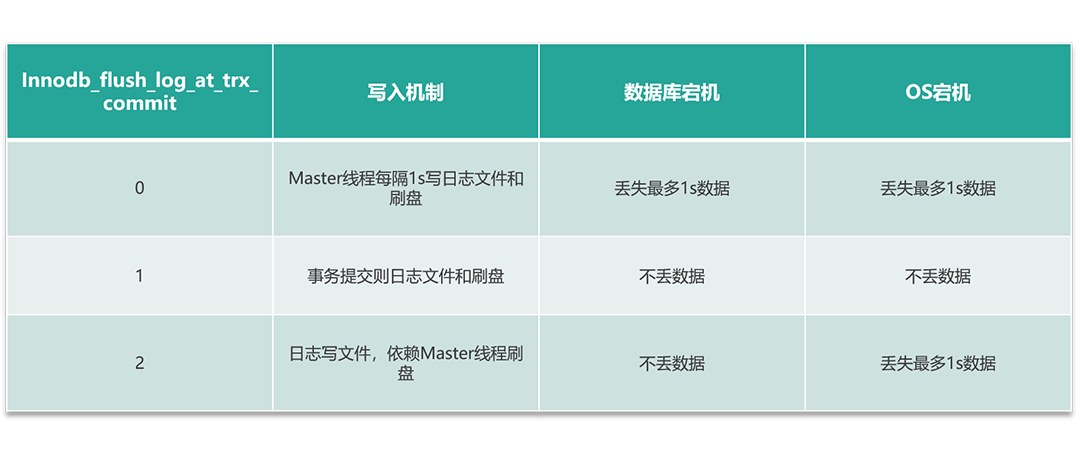 Innodb_flush_log_at_trx_
commit
写入机制
数据库宕机
OS宕机
0
Master线程每隔1s写日志文件和
刷盘
丢失最多1s数据
丢失最多1s数据
1
事务提交则日志文件和刷盘
不丢数据
不丢数据
2
日志写文件，依赖Master线程刷
盘
不丢数据
丢失最多1s数据